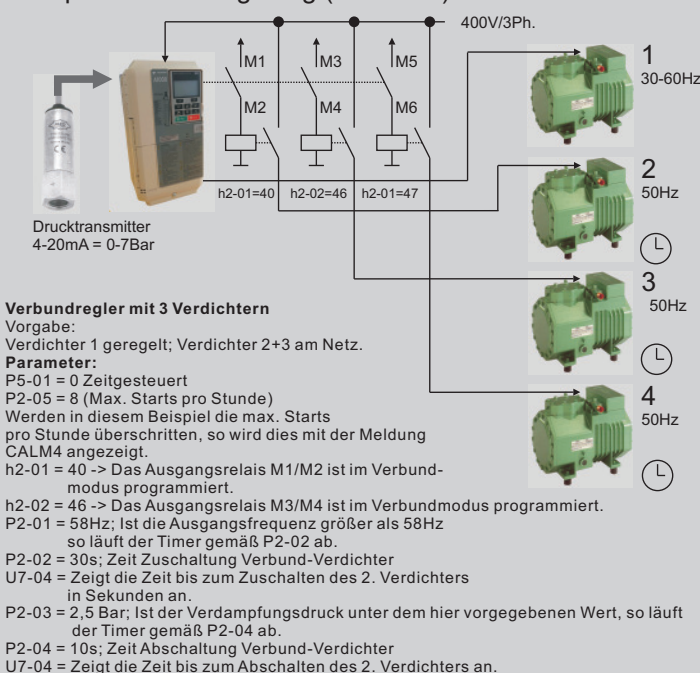 400V/3Ph.
M1
M3
M5
M2
M4
M6
h2-01=40
h2-02=46
h2-01=47
1
30-60Hz
2
50Hz
3
50Hz
4
50Hz
Drucktransmitter
4-20mA = 0-7Bar
Verbundregler mit 3 Verdichtern
Vorgabe:
Verdichter 1 geregelt; Verdichter 2+3 am Netz.
Parameter:
P5-01 = 0 Zeitgesteuert
P2-05 = 8 (Max. Starts pro Stunde)
Werden in diesem Beispiel die max. Starts
pro Stunde überschritten, so wird dies mit der Meldung
CALM4 angezeigt.
h2-01 = 40 -> Das Ausgangsrelais M1/M2 ist im Verbund-
modus programmiert.
h2-02 = 46 -> Das Ausgangsrelais M3/M4 ist im Verbundmodus programmiert.
P2-01 = 58Hz; Ist die Ausgangsfrequenz größer als 58Hz
so läuft der Timer gemäß P2-02 ab.
P2-02 = 30s; Zeit Zuschaltung Verbund-Verdichter
U7-04 = Zeigt die Zeit bis zum Zuschalten des 2. Verdichters
in Sekunden an.
P2-03 = 2,5 Bar; Ist der Verdampfungsdruck unter dem hier vorgegebenen Wert, so läuft
der Timer gemäß P2-04 ab.
P2-04 = 10s; Zeit Abschaltung Verbund-Verdichter
U7-04 = Zeigt die Zeit bis zum Abschalten des 2. Verdichters an.